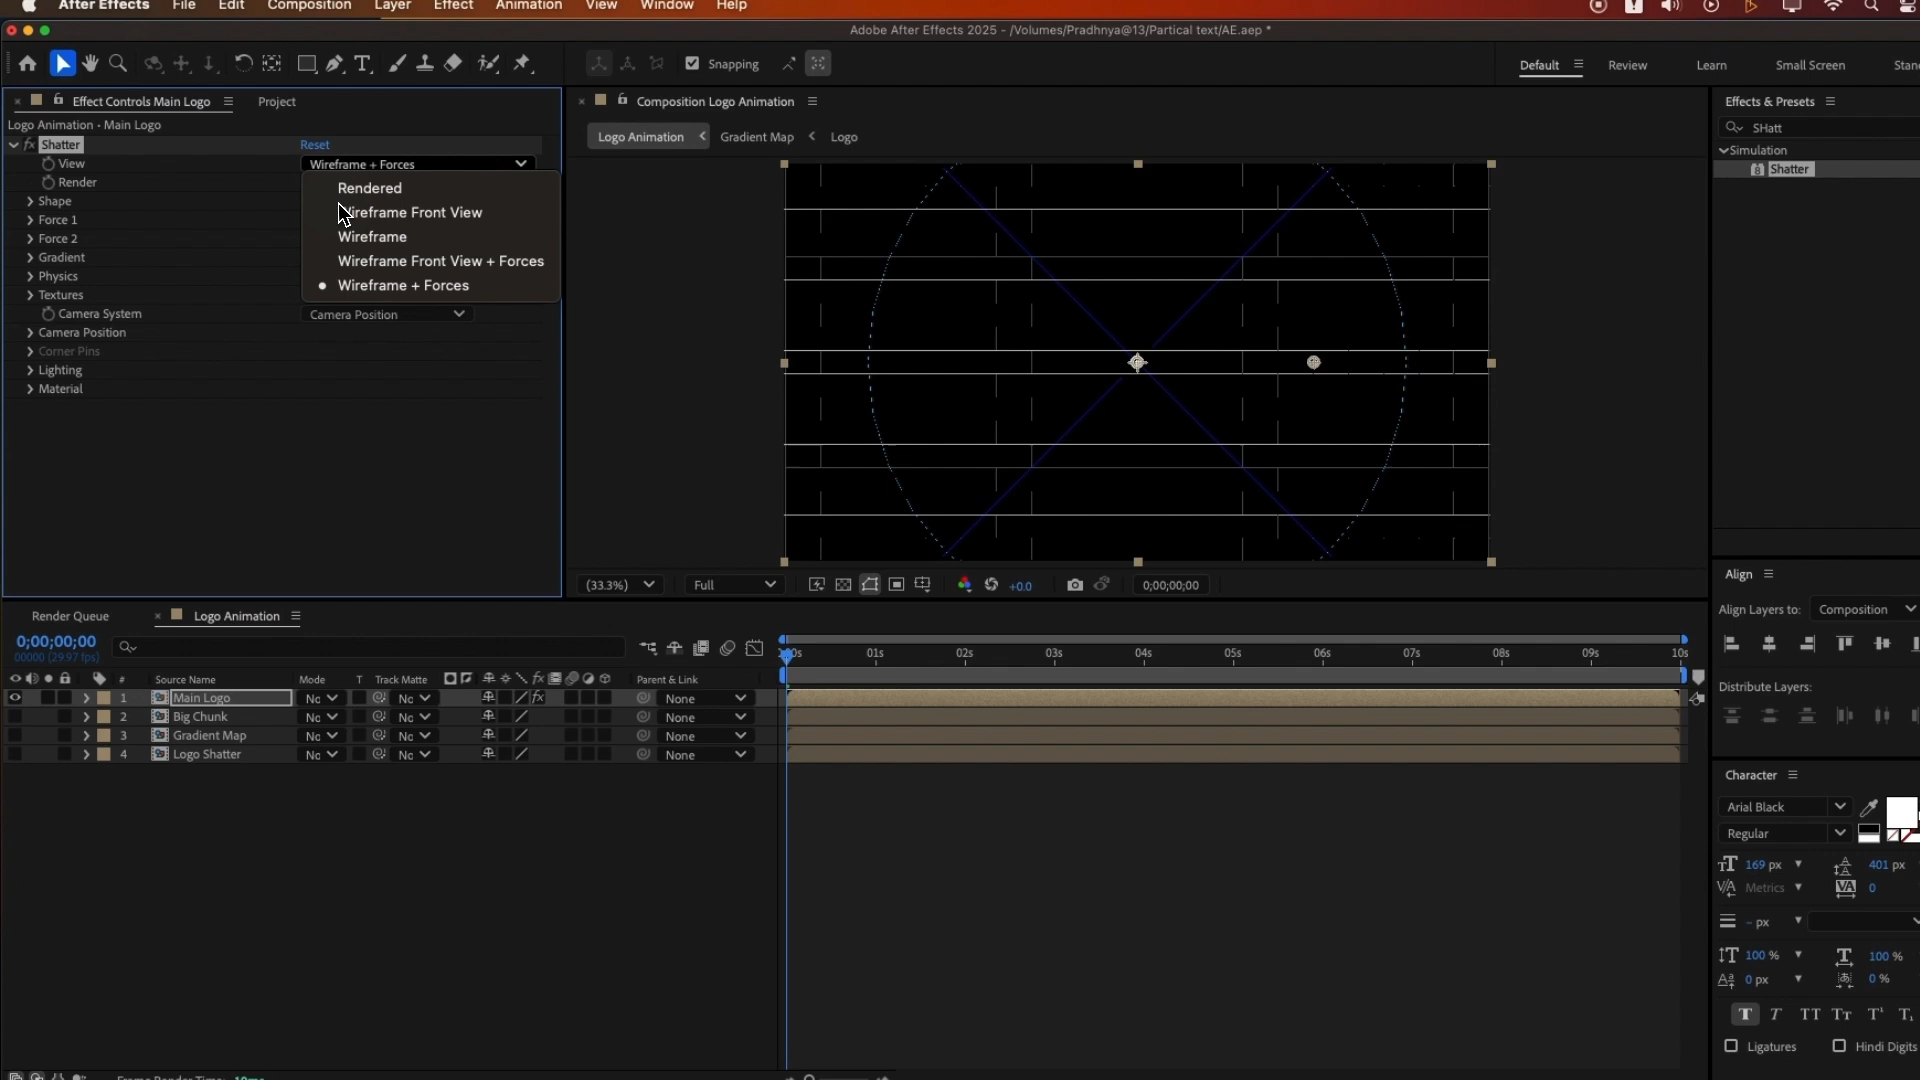 After Effects File Edit Composition Layer Effect Animation View Window Help
Adobe After Effects 2025 - /Volumes/Pradhnya@13/Partical text/AE.aep *
Snapping
Default Review Learn Small Screen
Effect Controls Main Logo Project
Logo Animation • Main Logo
fx Shatter Reset
View Wireframe + Forces
Render
Shape
Force 1
Force 2
Gradient
Physics
Textures
Camera System Camera Position
Camera Position
Corner Pins
Lighting
Material
Rendered
Wireframe Front View
Wireframe
Wireframe Front View + Forces
Wireframe + Forces
Composition Logo Animation
Logo Animation Gradient Map Logo
(33.3%) Full +0.0 0;00;00;00
Effects & Presets
SHatt
Simulation
Shatter
Align
Align Layers to: Composition
Distribute Layers:
Character
Arial Black
Regular
169 px 401 px
Metrics 0
- px
100 % 100 %
0 px 0 %
Ligatures Hindi Digits
Render Queue Logo Animation
0;00;00;00
00000 (29.97 fps)
01s 02s 03s 04s 05s 06s 07s 08s 09s 10s
# Source Name Mode T Track Matte Parent & Link
1 Main Logo None
2 Big Chunk None
3 Gradient Map None
4 Logo Shatter None